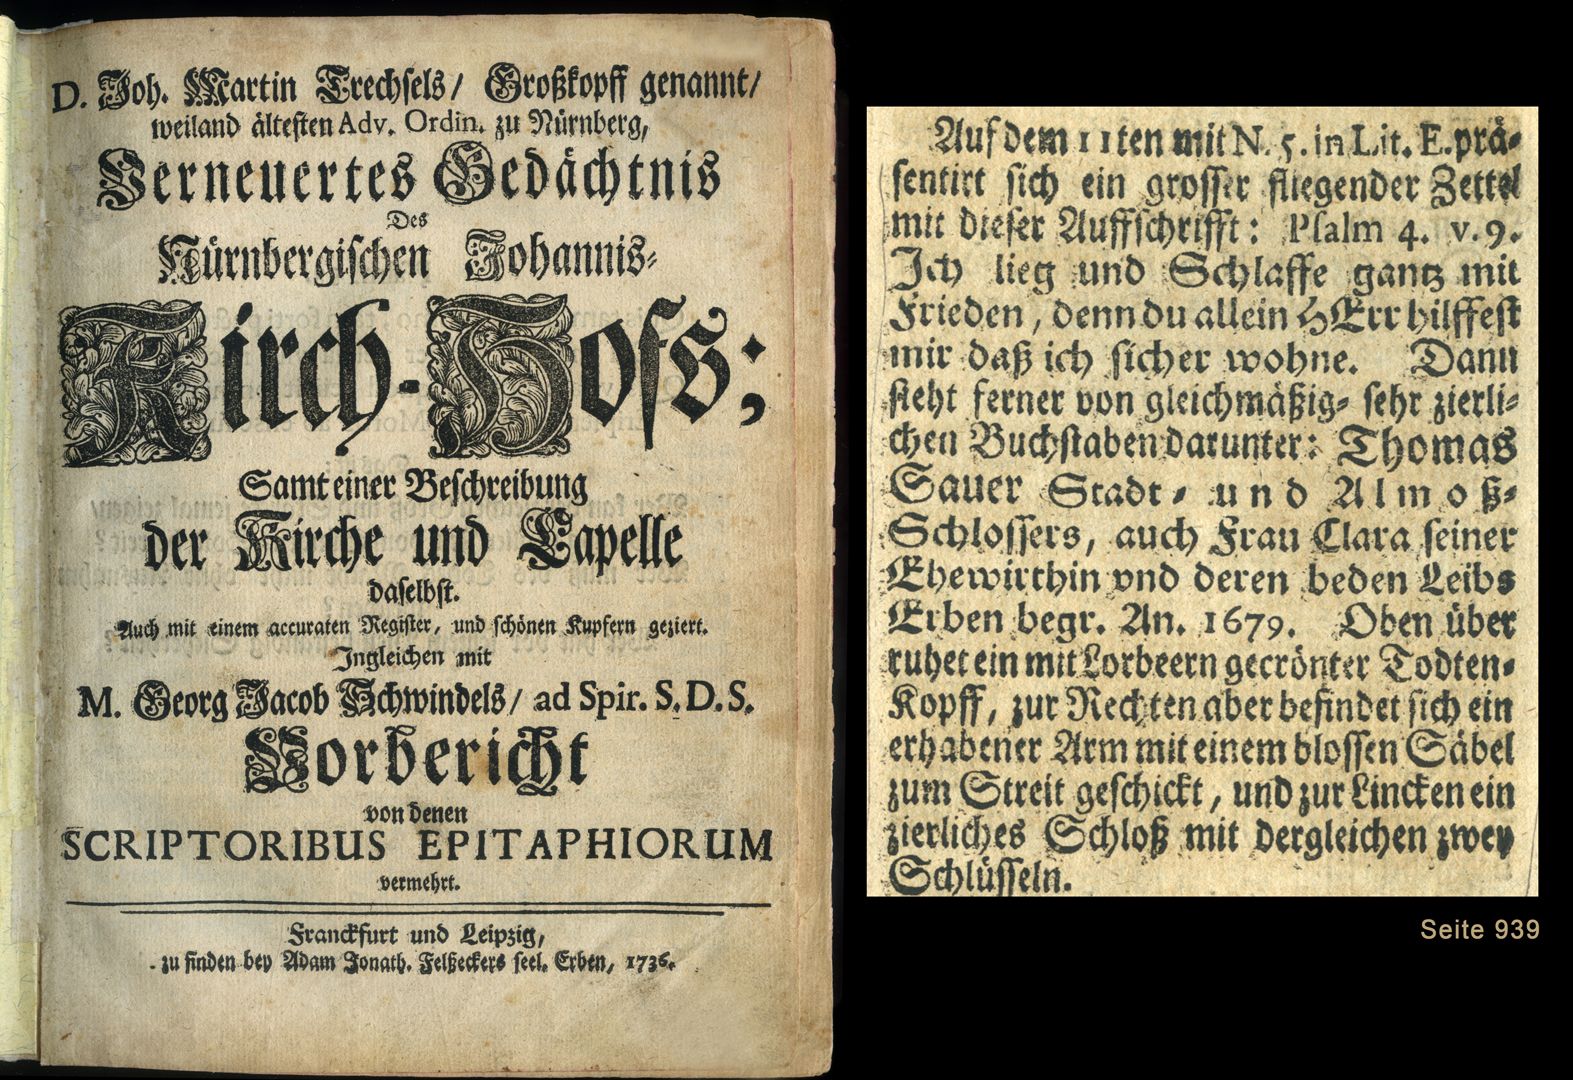 D. Joh. Martin Trechsels/ Großkopff genannt/
weiland ältesten Adv. Ordin. zu Nürnberg,
Verneuertes Gedächtnis
Des
Nürnbergischen Johannis-
Kirch-Hofs;
Samt einer Beschreibung
der Kirche und Capelle
daselbst.
Auch mit einem accuraten Register, und schönen Kupfern geziert.
Ingleichen mit
M. Georg Jacob Schwindels/ ad Spir. S. D. S.
Vorbericht
von denen
SCRIPTORIBUS EPITAPHIORUM
vermehrt.
Franckfurt und Leipzig,
zu finden bey Adam Jonath. Felßeckers seel. Erben, 1736.
Auf dem 11ten mit N. 5. in Lit. E. prä-
sentirt sich ein grosser fliegender Zettel
mit dieser Auffschrifft: Psalm 4. v. 9.
Ich lieg und Schlaffe gantz mit
Frieden, denn du allein HErr hilffest
mir daß ich sicher wohne. Dann
steht ferner von gleichmäßig- sehr zierli-
chen Buchstaben darunter: Thomas
Sauer Stadt- und Almoß-
Schlossers, auch Frau Clara seiner
Ehewirthin vnd deren beden Leibs
Erben begr. An. 1679. Oben über
ruhet ein mit Lorbeern gecrönter Todten-
Kopff, zur Rechten aber befindet sich ein
erhabener Arm mit einem blossen Säbel
zum Streit geschickt, und zur Lincken ein
zierliches Schloß mit dergleichen zwey
Schlüsseln.
Seite 939